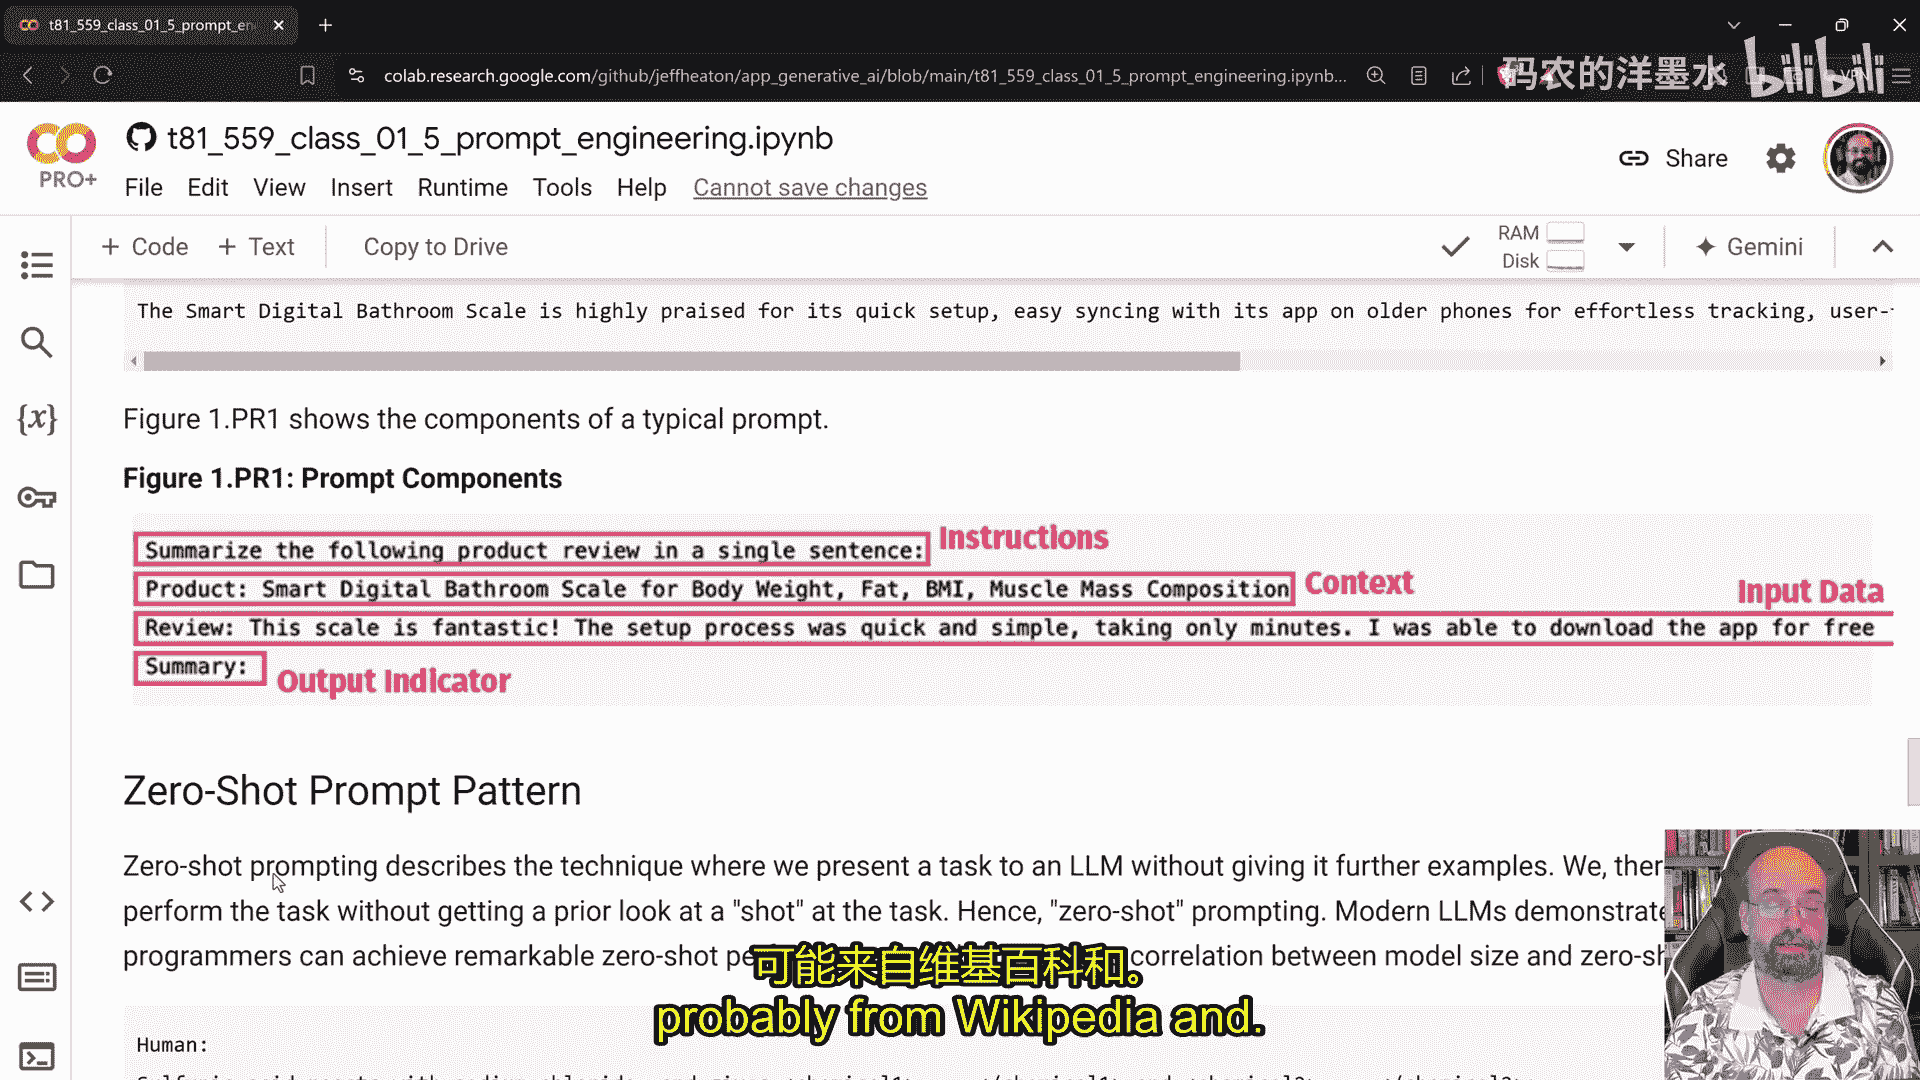 t81_559_class_01_5_prompt_en
colab.research.google.com/github/jeffheaton/app_generative_ai/blob/main/t81_559_class_01_5_prompt_engineering.ipynb...
码农的洋墨水
bilibili
t81_559_class_01_5_prompt_engineering.ipynb
PRO+
File Edit View Insert Runtime Tools Help Cannot save changes
Share
+ Code + Text Copy to Drive
RAM
Disk
Gemini
The Smart Digital Bathroom Scale is highly praised for its quick setup, easy syncing with its app on older phones for effortless tracking, user-
Figure 1.PR1 shows the components of a typical prompt.
Figure 1.PR1: Prompt Components
Summarize the following product review in a single sentence: Instructions
Product: Smart Digital Bathroom Scale for Body Weight, Fat, BMI, Muscle Mass Composition Context
Input Data
Review: This scale is fantastic! The setup process was quick and simple, taking only minutes. I was able to download the app for free
Summary: Output Indicator
Zero-Shot Prompt Pattern
Zero-shot prompting describes the technique where we present a task to an LLM without giving it further examples. We, ther
perform the task without getting a prior look at a "shot" at the task. Hence, "zero-shot" prompting. Modern LLMs demonstrate
programmers can achieve remarkable zero-shot pe correlation between model size and zero-sh
可能来自维基百科和。
probably from Wikipedia and.
Human: